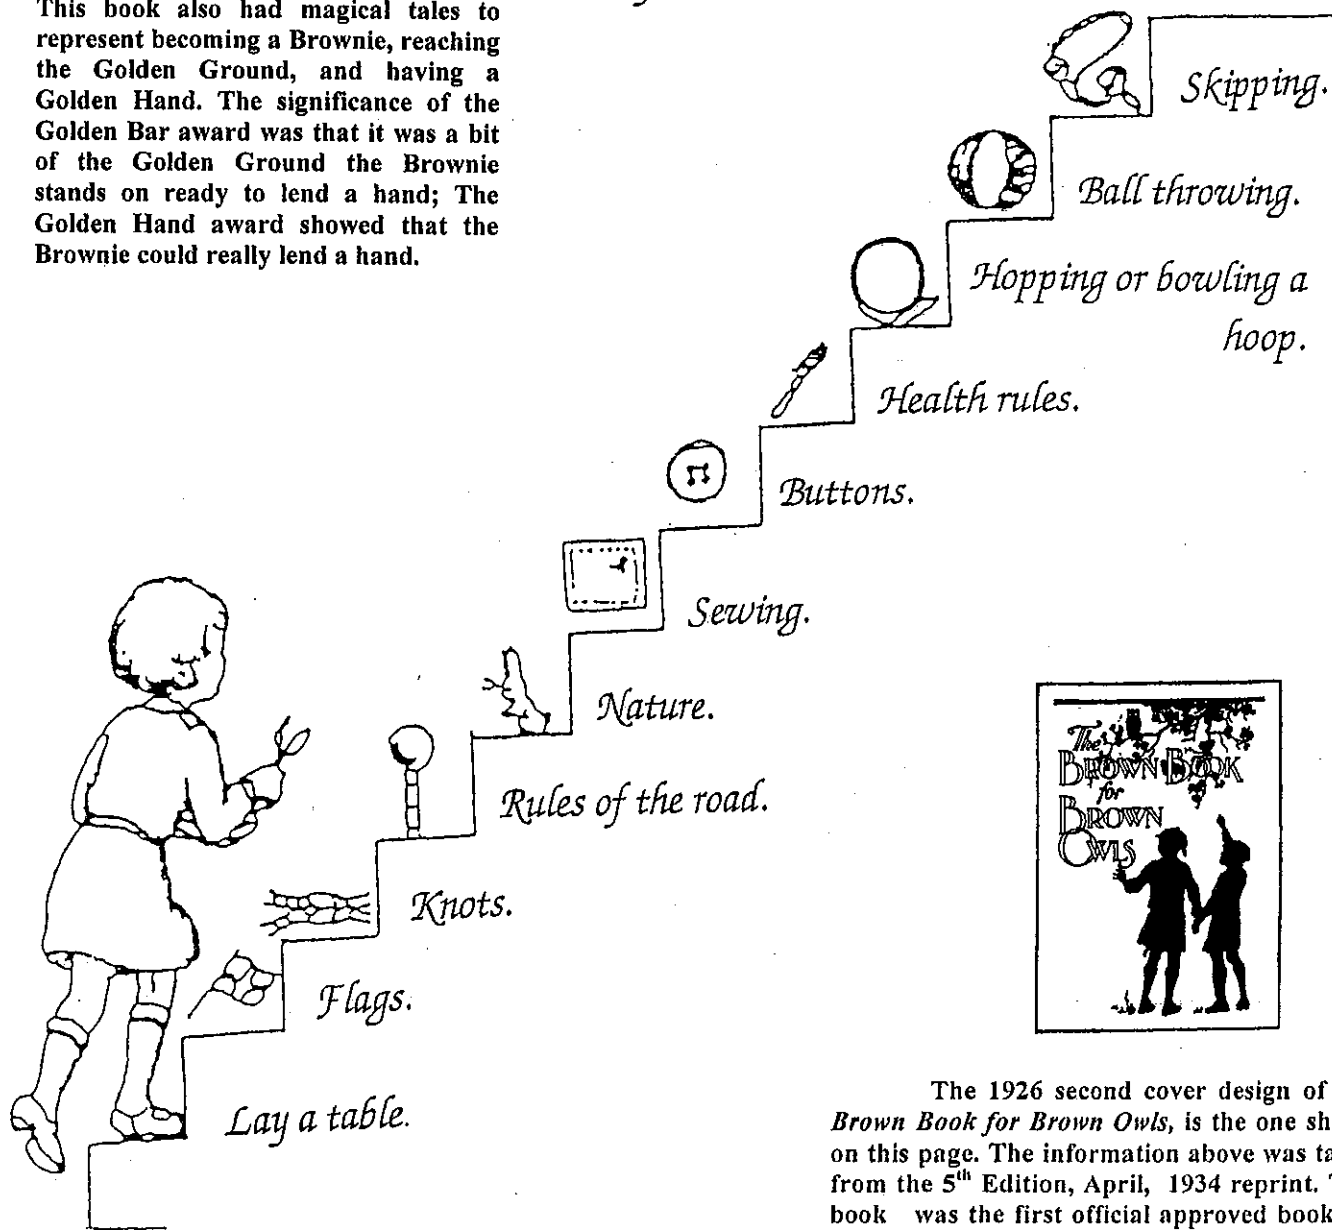 This book also had magical tales to
represent becoming a Brownie, reaching
the Golden Ground, and having a
Golden Hand. The significance of the
Golden Bar award was that it was a bit
of the Golden Ground the Brownie
stands on ready to lend a hand; The
Golden Hand award showed that the
Brownie could really lend a hand.
Skipping.
Ball throwing.
Hopping or bowling a
hoop.
Health rules.
Buttons.
Sewing.
Nature.
Rules of the road.
Knots.
Flags.
Lay a table.
The
BROWN BOOK
for
BROWN
OWLS
The 1926 second cover design of
Brown Book for Brown Owls, is the one sh
on this page. The information above was ta
from the 5th Edition, April, 1934 reprint.
book was the first official approved book